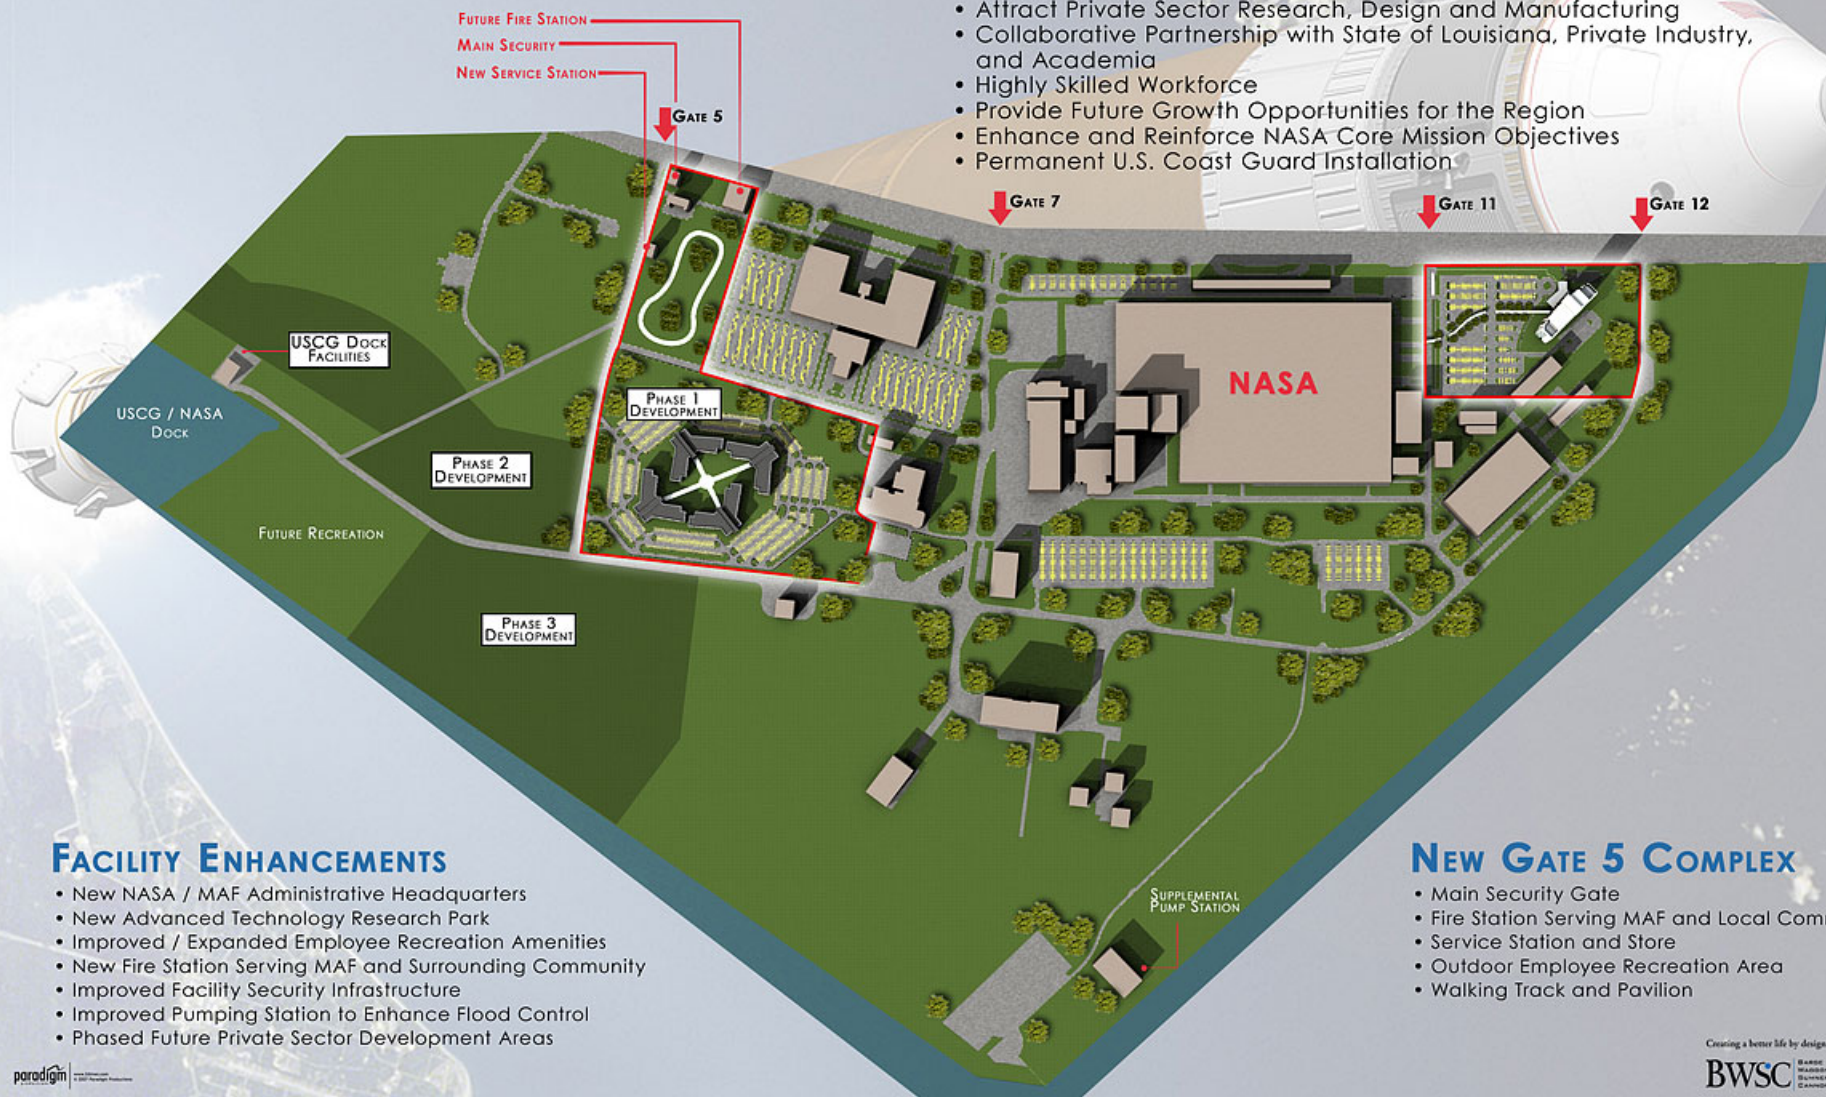 • Attract Private Sector Research, Design and Manufacturing
• Collaborative Partnership with State of Louisiana, Private Industry,
and Academia
• Highly Skilled Workforce
• Provide Future Growth Opportunities for the Region
• Enhance and Reinforce NASA Core Mission Objectives
• Permanent U.S. Coast Guard Installation
FUTURE FIRE STATION
MAIN SECURITY
NEW SERVICE STATION
GATE 5
GATE 7
GATE 11
GATE 12
USCG DOCK
FACILITIES
USCG / NASA
DOCK
PHASE 1
DEVELOPMENT
NASA
PHASE 2
DEVELOPMENT
FUTURE RECREATION
PHASE 3
DEVELOPMENT
SUPPLEMENTAL
PUMP STATION
FACILITY ENHANCEMENTS
• New NASA / MAF Administrative Headquarters
• New Advanced Technology Research Park
• Improved / Expanded Employee Recreation Amenities
• New Fire Station Serving MAF and Surrounding Community
• Improved Facility Security Infrastructure
• Improved Pumping Station to Enhance Flood Control
• Phased Future Private Sector Development Areas
NEW GATE 5 COMPLEX
• Main Security Gate
• Fire Station Serving MAF and Local
• Service Station and Store
• Outdoor Employee Recreation Area
• Walking Track and Pavilion
paradigm
Creating a better life by design
BWSC